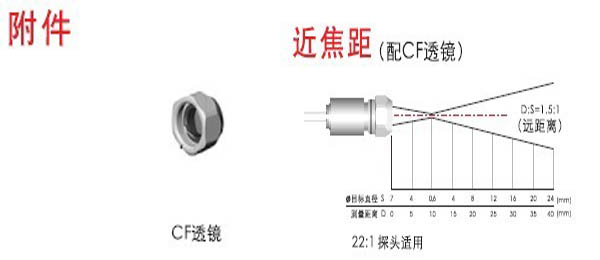 附件
CF透镜
近焦距(配CF透镜)
D:S=1.5:1
(远距离)
ø目标直径 S 7 4 0.6 4 8 12 16 20 24 (mm)
测量距离 D 0 5 10 15 20 25 30 35 40 (mm)
22:1 探头适用